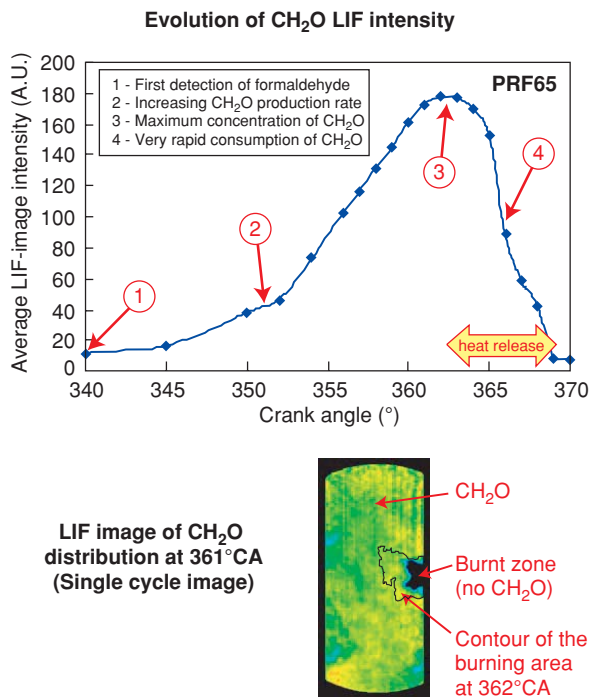 Evolution of CH₂O LIF intensity
Average LIF-image intensity (A.U.)
200
180
160
140
120
100
80
60
40
20
0
1 - First detection of formaldehyde
2 - Increasing CH₂O production rate
3 - Maximum concentration of CH₂O
4 - Very rapid consumption of CH₂O
PRF65
1
2
3
4
heat release
340
345
350
355
360
365
370
Crank angle (°)
LIF image of CH₂O
distribution at 361°CA
(Single cycle image)
CH₂O
Burnt zone
(no CH₂O)
Contour of the
burning area
at 362°CA